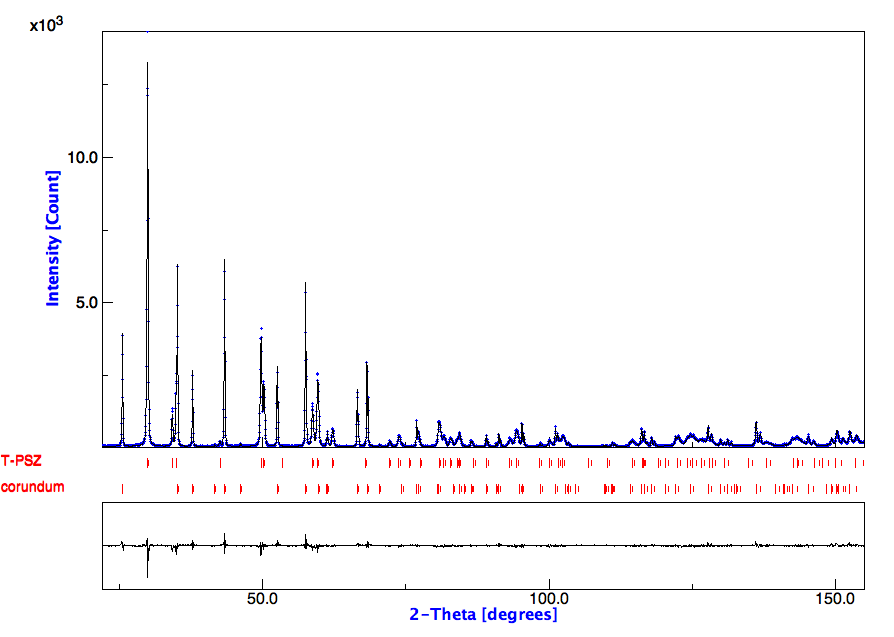 x10³
10.0
5.0
Intensity [Count]
T-PSZ
corundum
50.0
100.0
150.0
2-Theta [degrees]